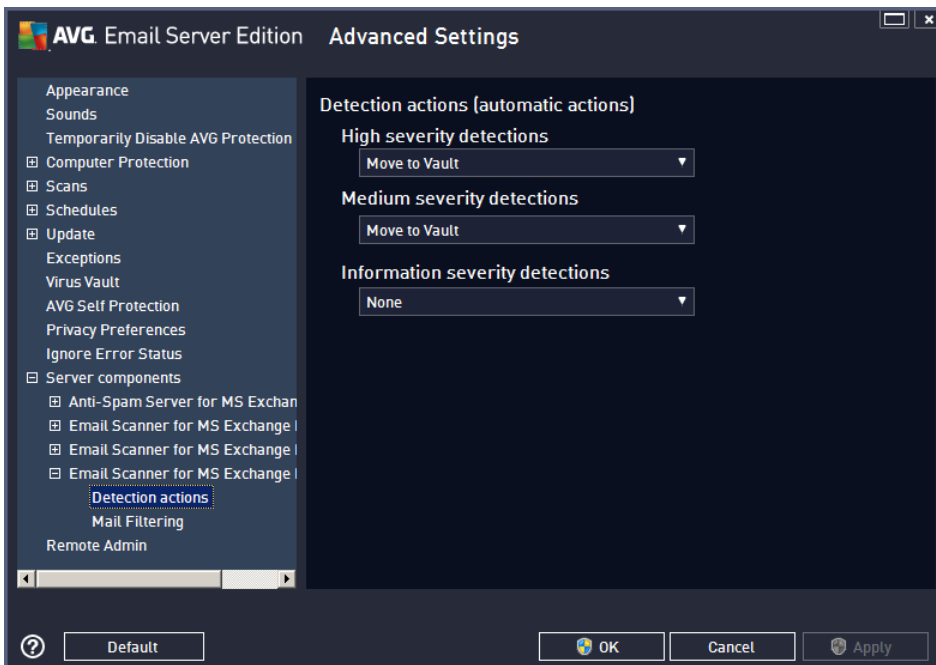 AVG. Email Server Edition Advanced Settings
Appearance
Sounds
Temporarily Disable AVG Protection
Computer Protection
Scans
Schedules
Update
Exceptions
Virus Vault
AVG Self Protection
Privacy Preferences
Ignore Error Status
Server components
Anti-Spam Server for MS Exchan
Email Scanner for MS Exchange
Email Scanner for MS Exchange
Email Scanner for MS Exchange
Detection actions
Mail Filtering
Remote Admin
Detection actions (automatic actions)
High severity detections
Move to Vault
Medium severity detections
Move to Vault
Information severity detections
None
? Default OK Cancel Apply